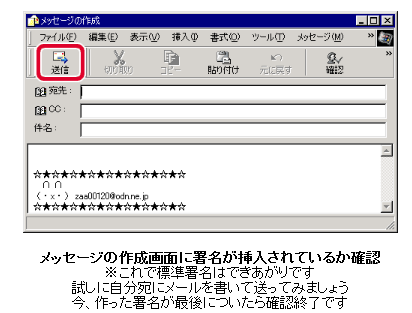 メッセージの作成
ファイル(F) 編集(E) 表示(V) 挿入(I) 書式(O) ツール(T) メッセージ(M) »
送信 切り取り コピー 貼り付け 元に戻す 確認 »
宛先:
CC:
件名:
☆★☆★☆★☆★☆★☆★☆★☆★☆
∩ ∩
(・x・) zaa00120@odn.ne.jp
☆★☆★☆★☆★☆★☆★☆★☆★☆
メッセージの作成画面に署名が挿入されているか確認
※これで標準署名はできあがりです
試しに自分宛にメールを書いて送ってみましょう
今、作った署名が最後についたら確認終了です